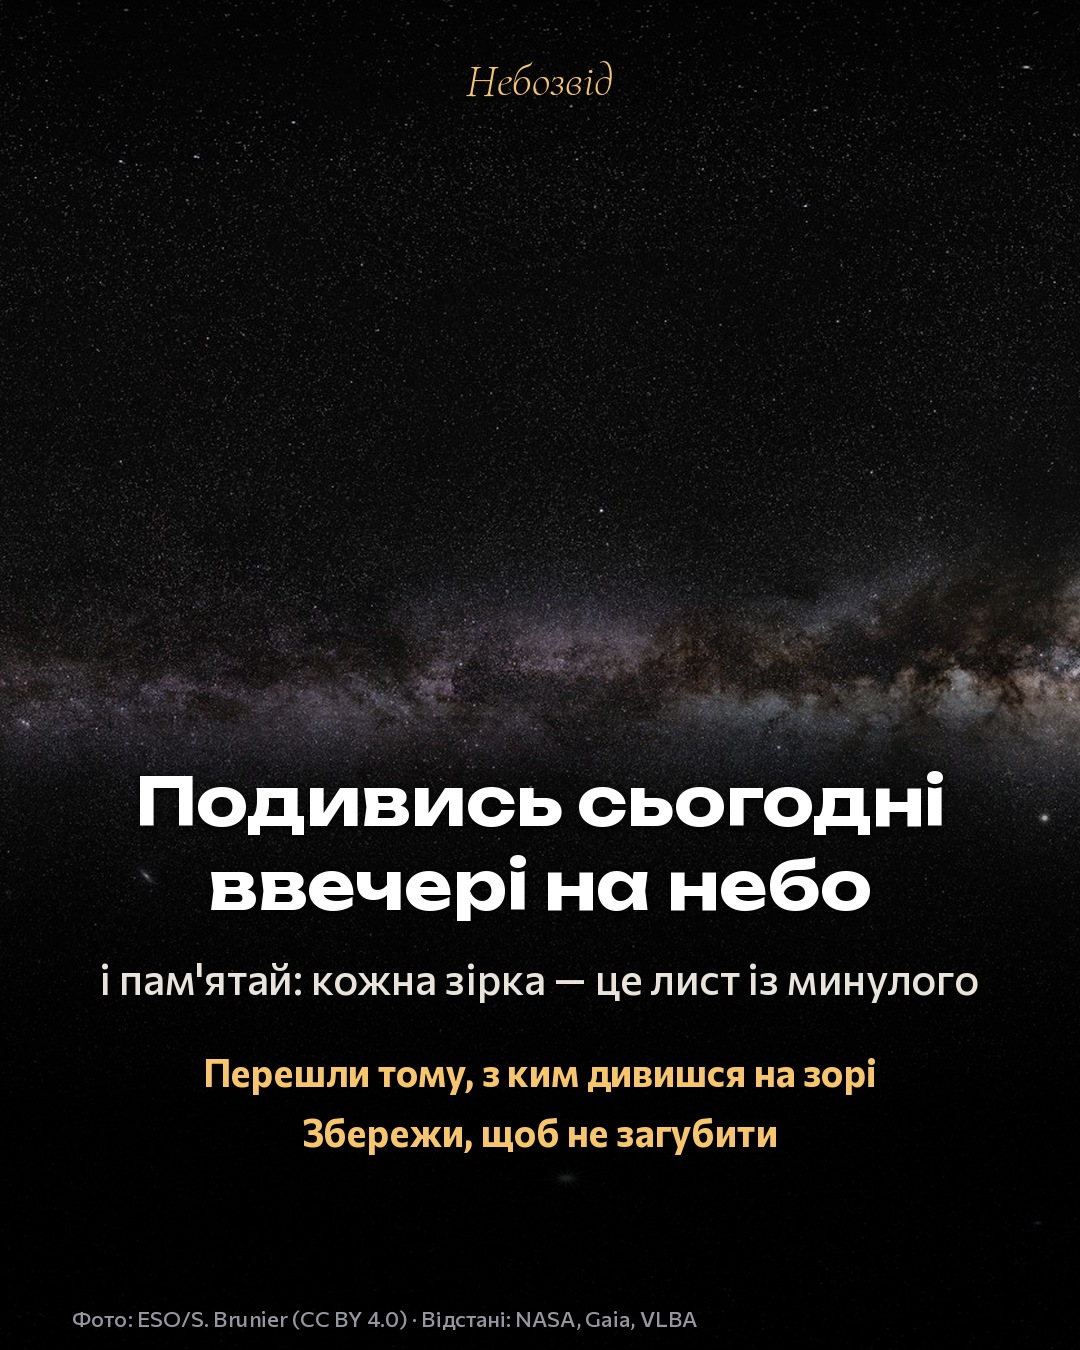 Небозвід
Подивись сьогодні
ввечері на небо
і пам'ятай: кожна зірка — це лист із минулого
Перешли тому, з ким дивишся на зорі
Збережи, щоб не загубити
Фото: ESO/S. Brunier (CC BY 4.0) · Відстані: NASA, Gaia, VLBA